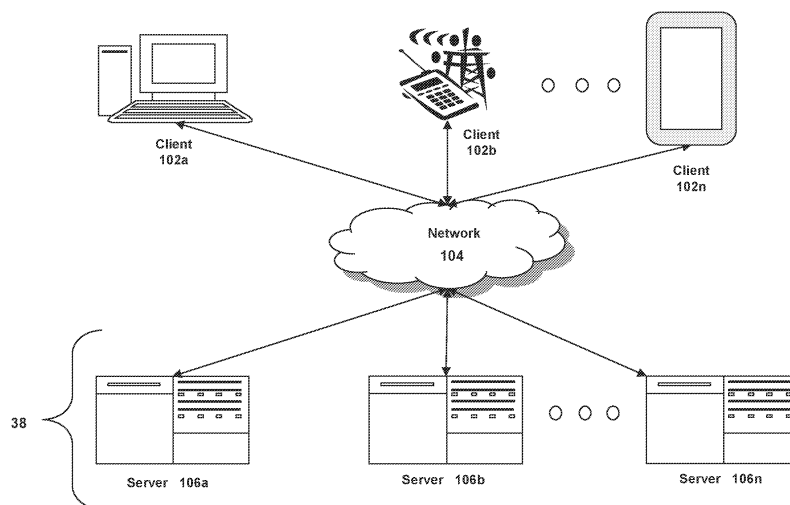 Client
102a
Client
102b
Client
102n
Network
104
38
Server 106a
Server 106b
Server 106n